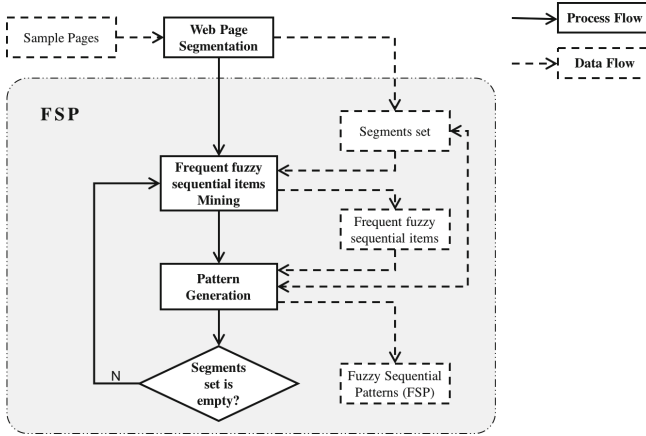 Sample Pages
Web Page
Segmentation
Process Flow
Data Flow
FSP
Segments set
Frequent fuzzy
sequential items
Mining
Frequent fuzzy
sequential items
Pattern
Generation
N
Segments
set is
empty?
Fuzzy Sequential
Patterns (FSP)